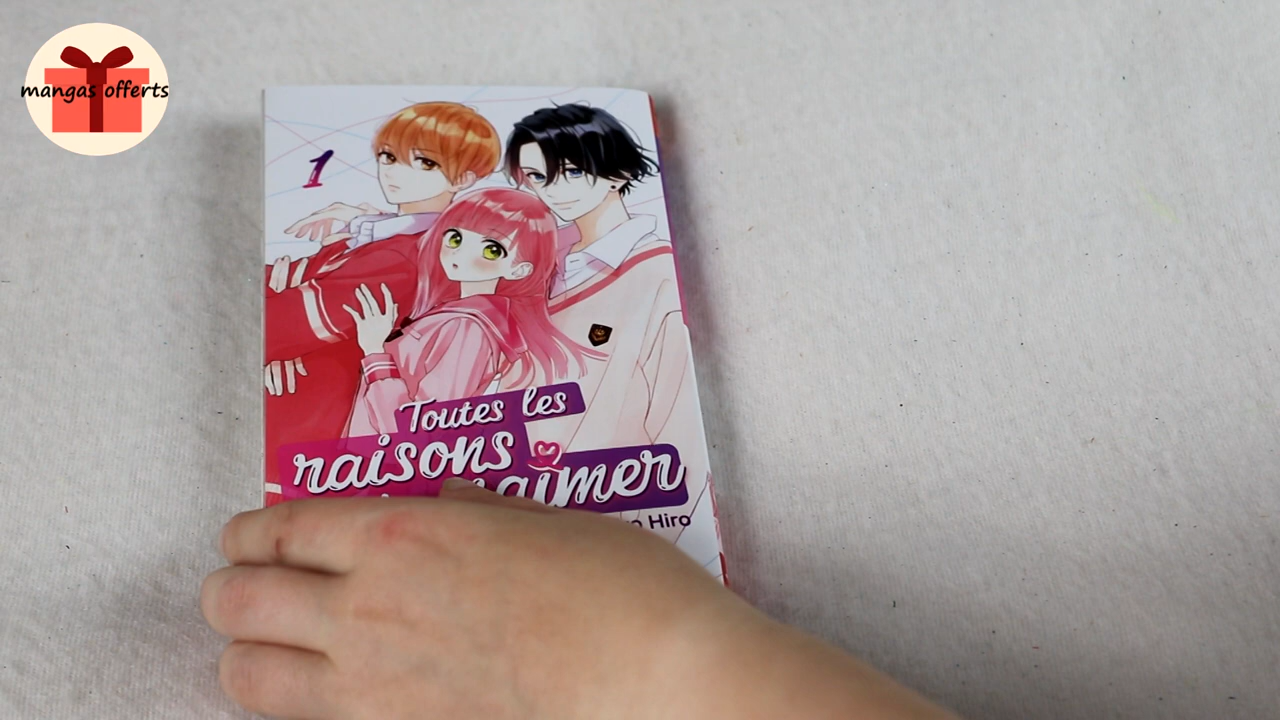 mangas offerts
1
Toutes les
raisons
aimer
Hiro